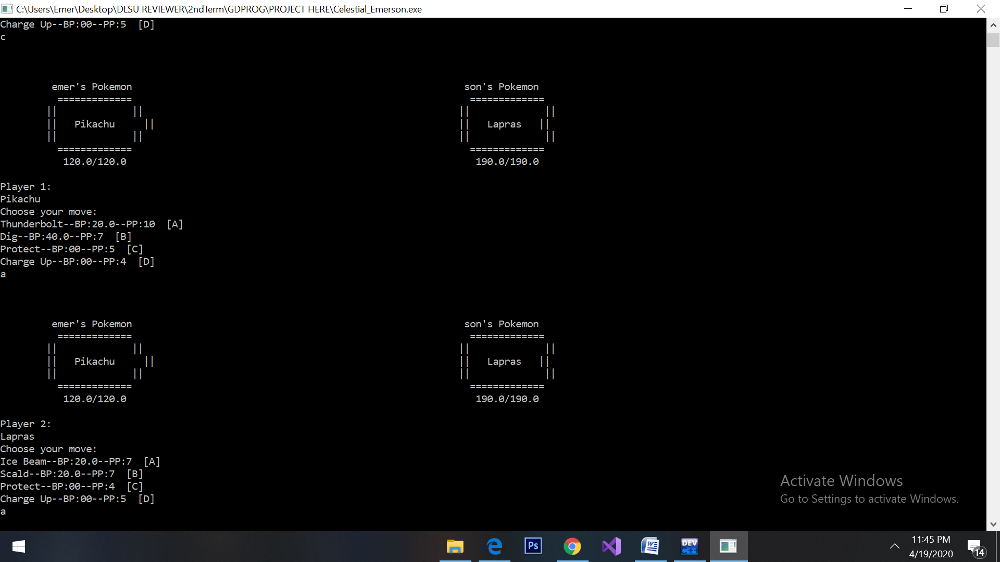 C:\Users\Emer\Desktop\DLSU REVIEWER\2ndTerm\GDPROG\PROJECT HERE\Celestial_Emerson.exe
Charge Up--BP:00--PP:5  [D]
c
emer's Pokemon son's Pokemon
============= =============
|| || || ||
|| Pikachu || || Lapras ||
|| || || ||
============= =============
120.0/120.0 190.0/190.0
Player 1:
Pikachu
Choose your move:
Thunderbolt--BP:20.0--PP:10  [A]
Dig--BP:40.0--PP:7  [B]
Protect--BP:00--PP:5  [C]
Charge Up--BP:00--PP:4  [D]
a
emer's Pokemon son's Pokemon
============= =============
|| || || ||
|| Pikachu || || Lapras ||
|| || || ||
============= =============
120.0/120.0 190.0/190.0
Player 2:
Lapras
Choose your move:
Ice Beam--BP:20.0--PP:7  [A]
Scald--BP:20.0--PP:7  [B]
Protect--BP:00--PP:4  [C]
Charge Up--BP:00--PP:5  [D]
a
Activate Windows
Go to Settings to activate Windows.
Ps
W
DEV
C++
11:45 PM
4/19/2020
14